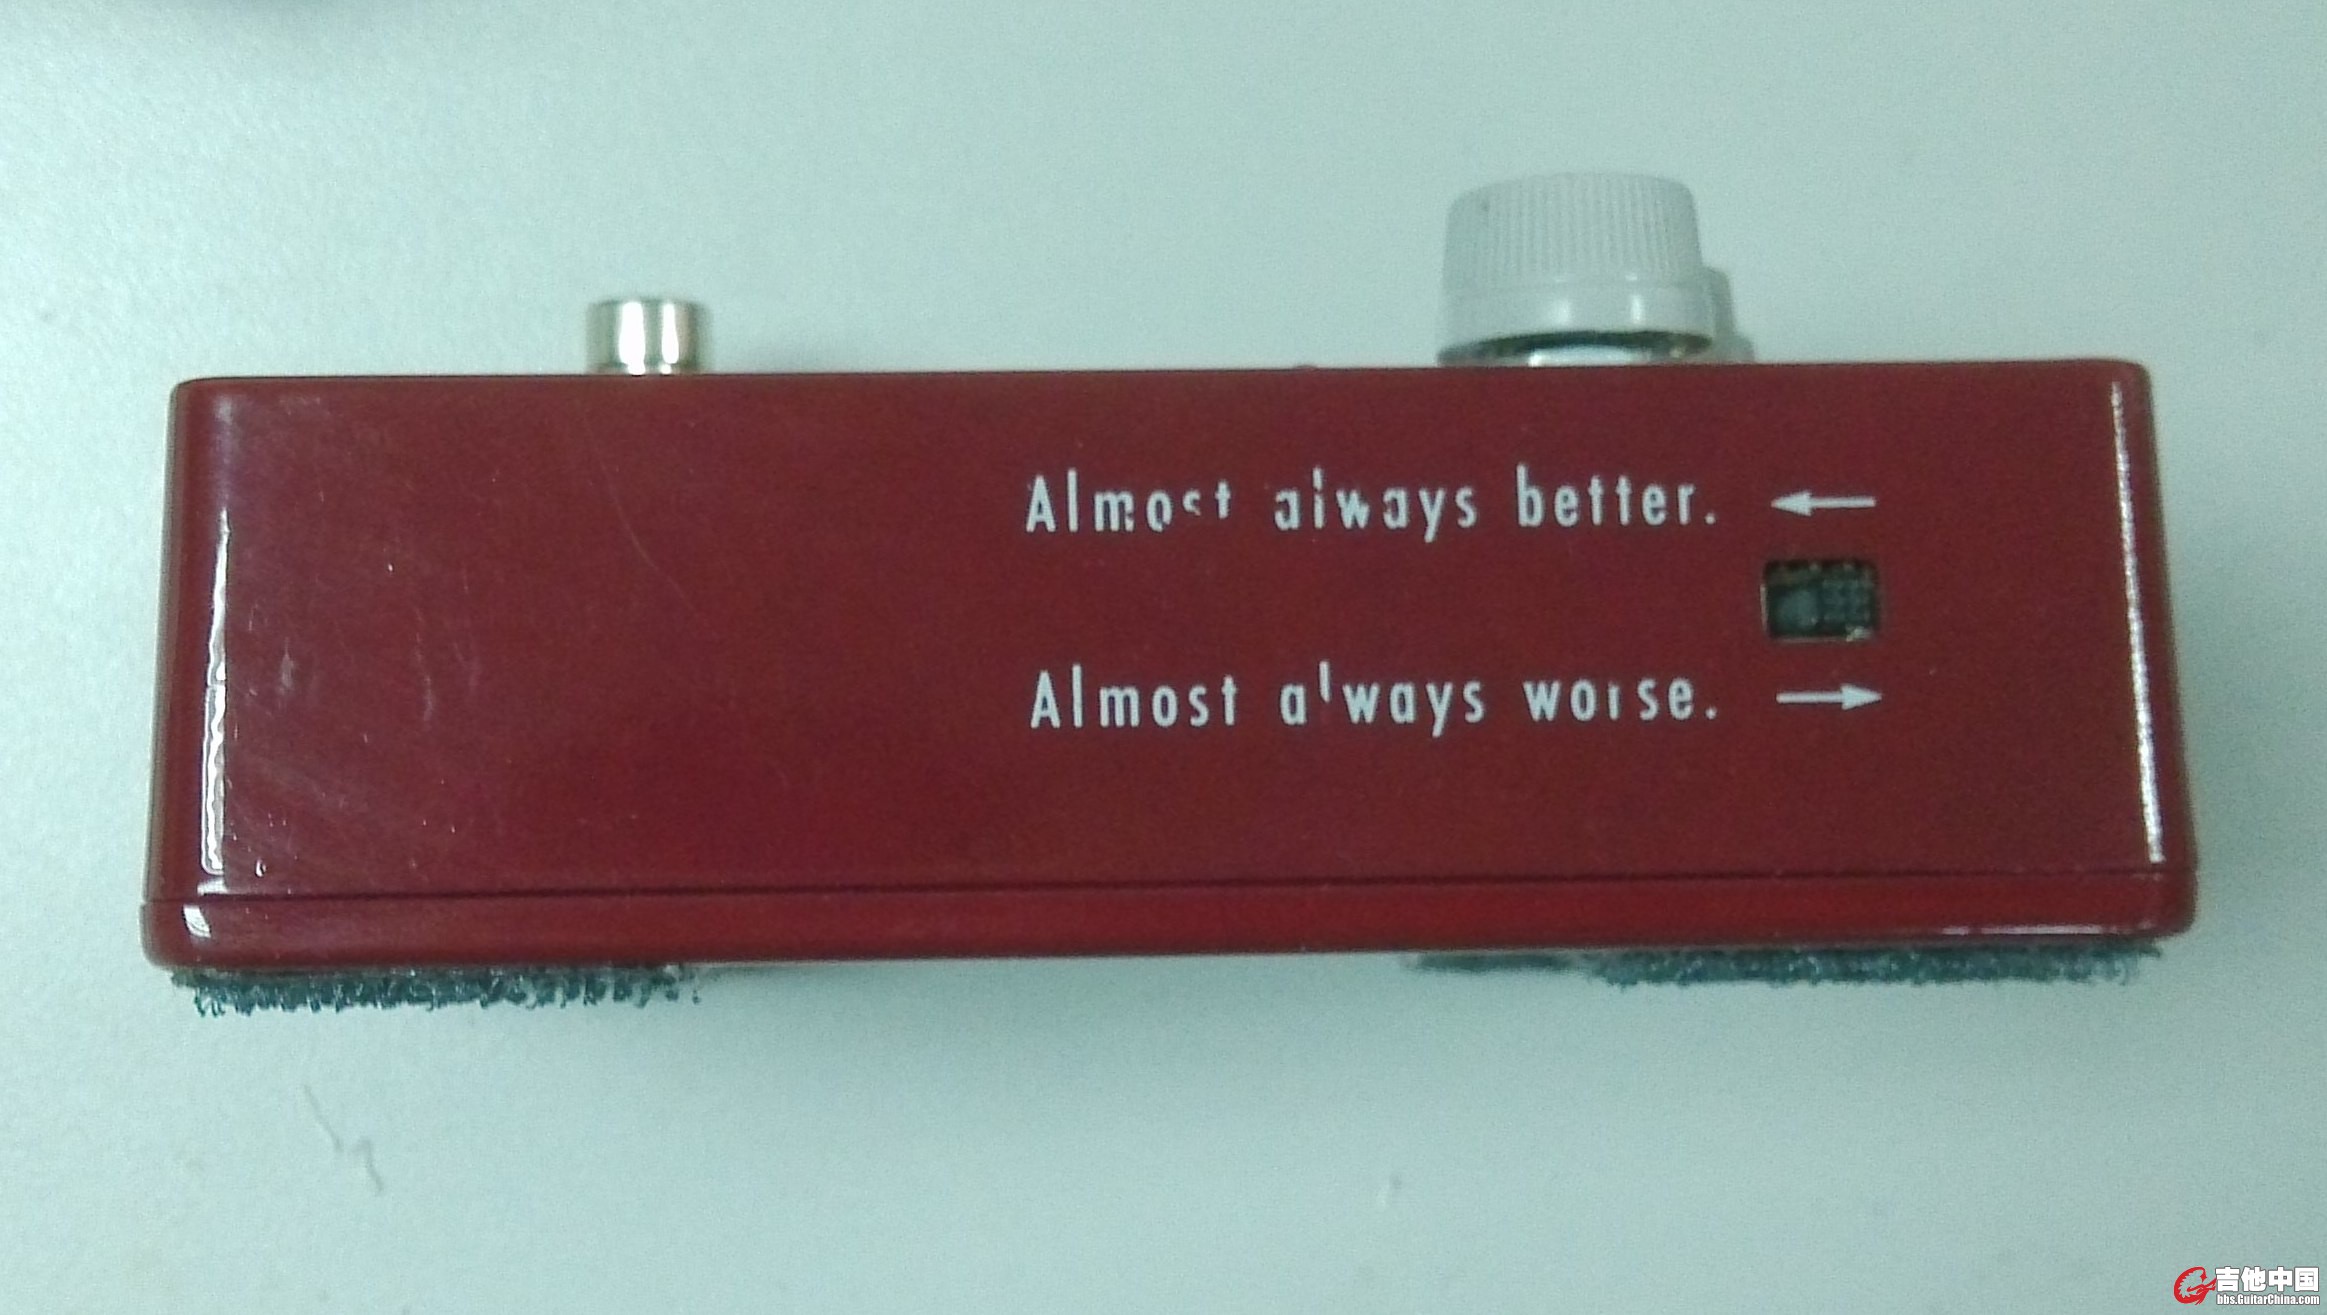 Almost always better. ←
Almost always worse. →
吉他中国
bbs.GuitarChina.com